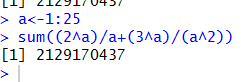 [1] 2129170437
> a<-1:25
> sum((2^a)/a+(3^a)/(a^2))
[1] 2129170437
>